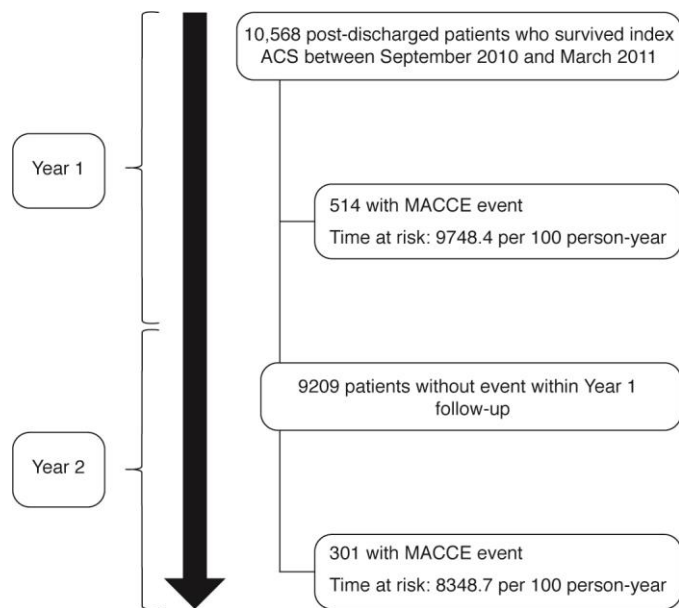 10,568 post-discharged patients who survived index
ACS between September 2010 and March 2011
Year 1
514 with MACCE event
Time at risk: 9748.4 per 100 person-year
9209 patients without event within Year 1
follow-up
Year 2
301 with MACCE event
Time at risk: 8348.7 per 100 person-year